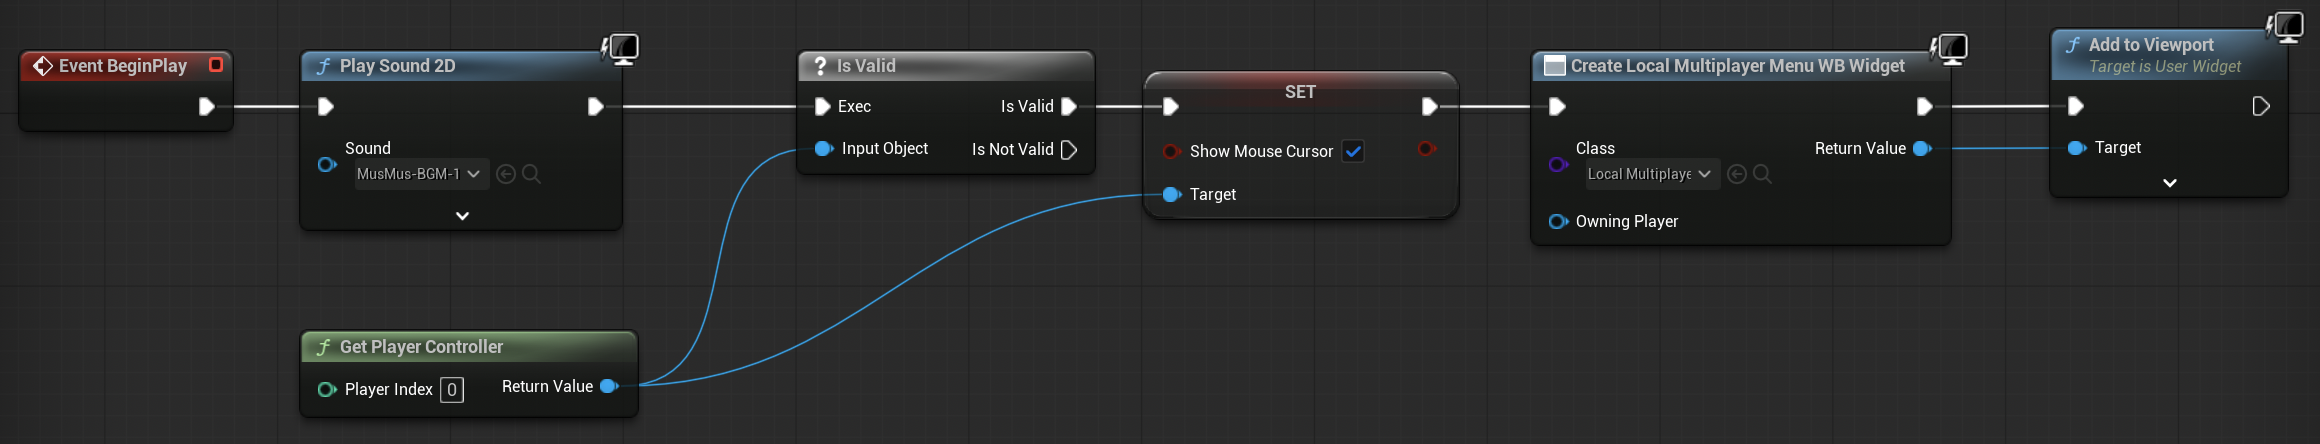 Event BeginPlay
Play Sound 2D
Sound
MusMus-BGM-1
Is Valid
Exec
Is Valid
Input Object
Is Not Valid
SET
Show Mouse Cursor
Target
Create Local Multiplayer Menu WB Widget
Class
Return Value
Local Multiplaye
Owning Player
Add to Viewport
Target is User Widget
Target
Get Player Controller
Player Index 0
Return Value